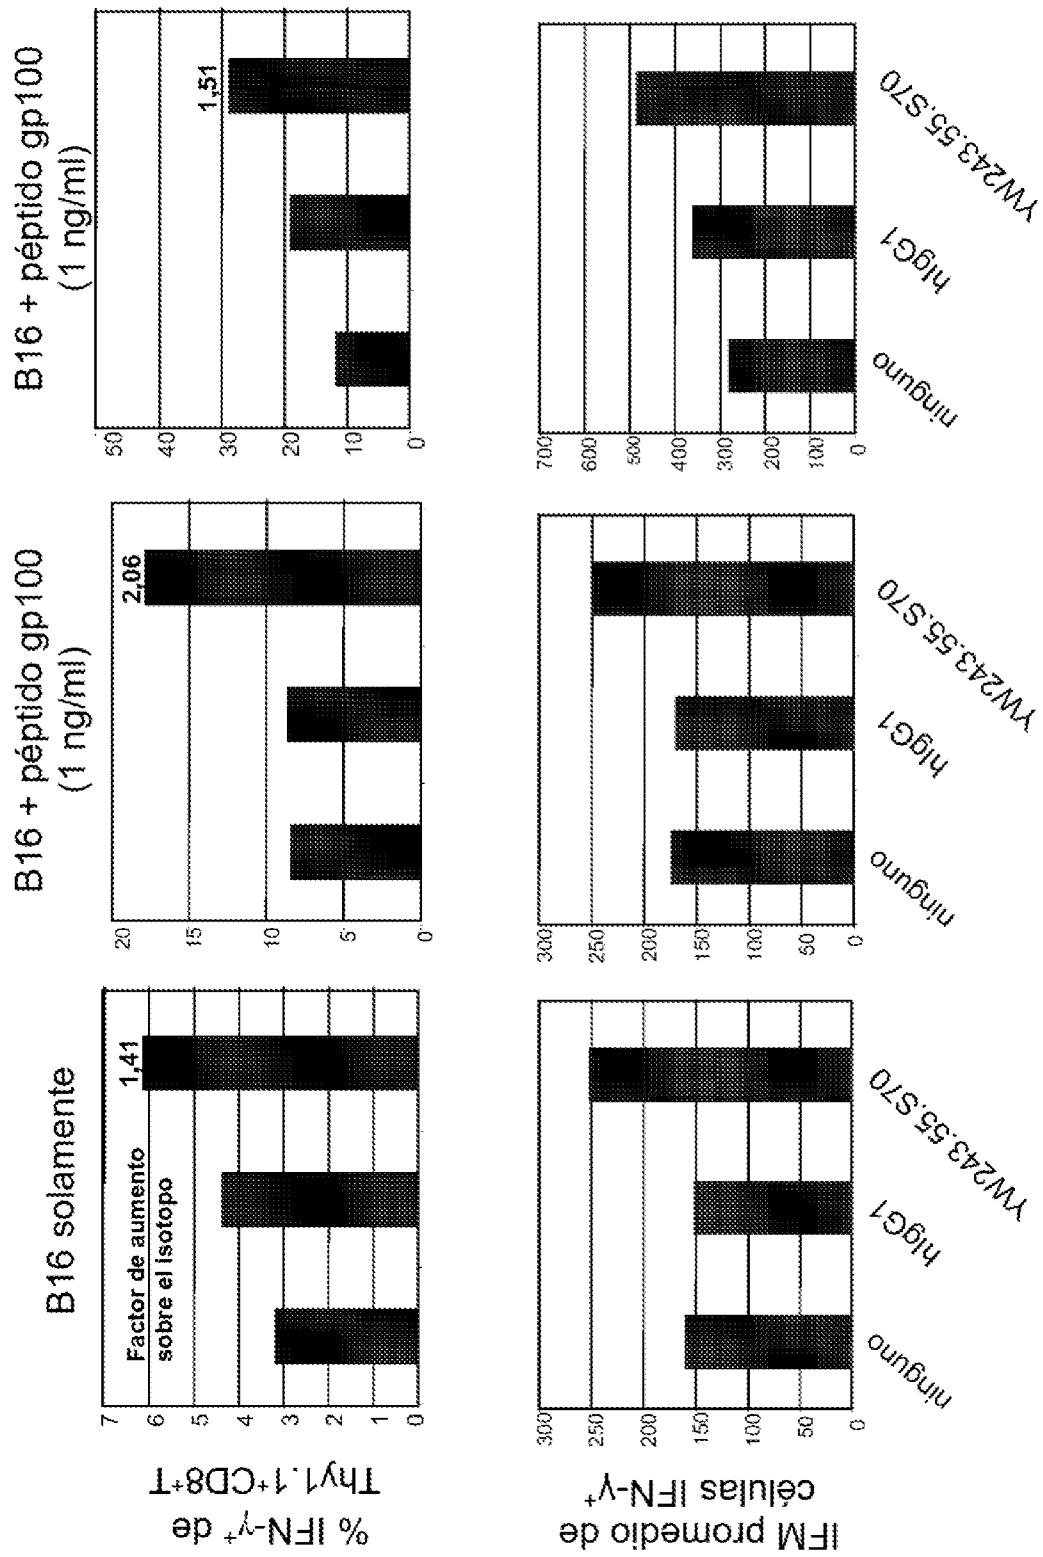 B16 solamente
% IFN-γ⁺ de
Thy1.1⁺CD8⁺T
7
6
5
4
3
2
1
0
Factor de aumento
sobre el isotopo
1,41
B16 + péptido gp100
(1 ng/ml)
20
15
10
5
0
2,06
B16 + péptido gp100
(1 ng/ml)
50
40
30
20
10
0
1,51
IFM promedio de
células IFN-γ⁺
300
250
200
150
100
50
0
ninguno
hIgG1
YW243.55.S70
300
250
200
150
100
50
0
ninguno
hIgG1
YW243.55.S70
700
600
500
400
300
200
100
0
ninguno
hIgG1
YW243.55.S70